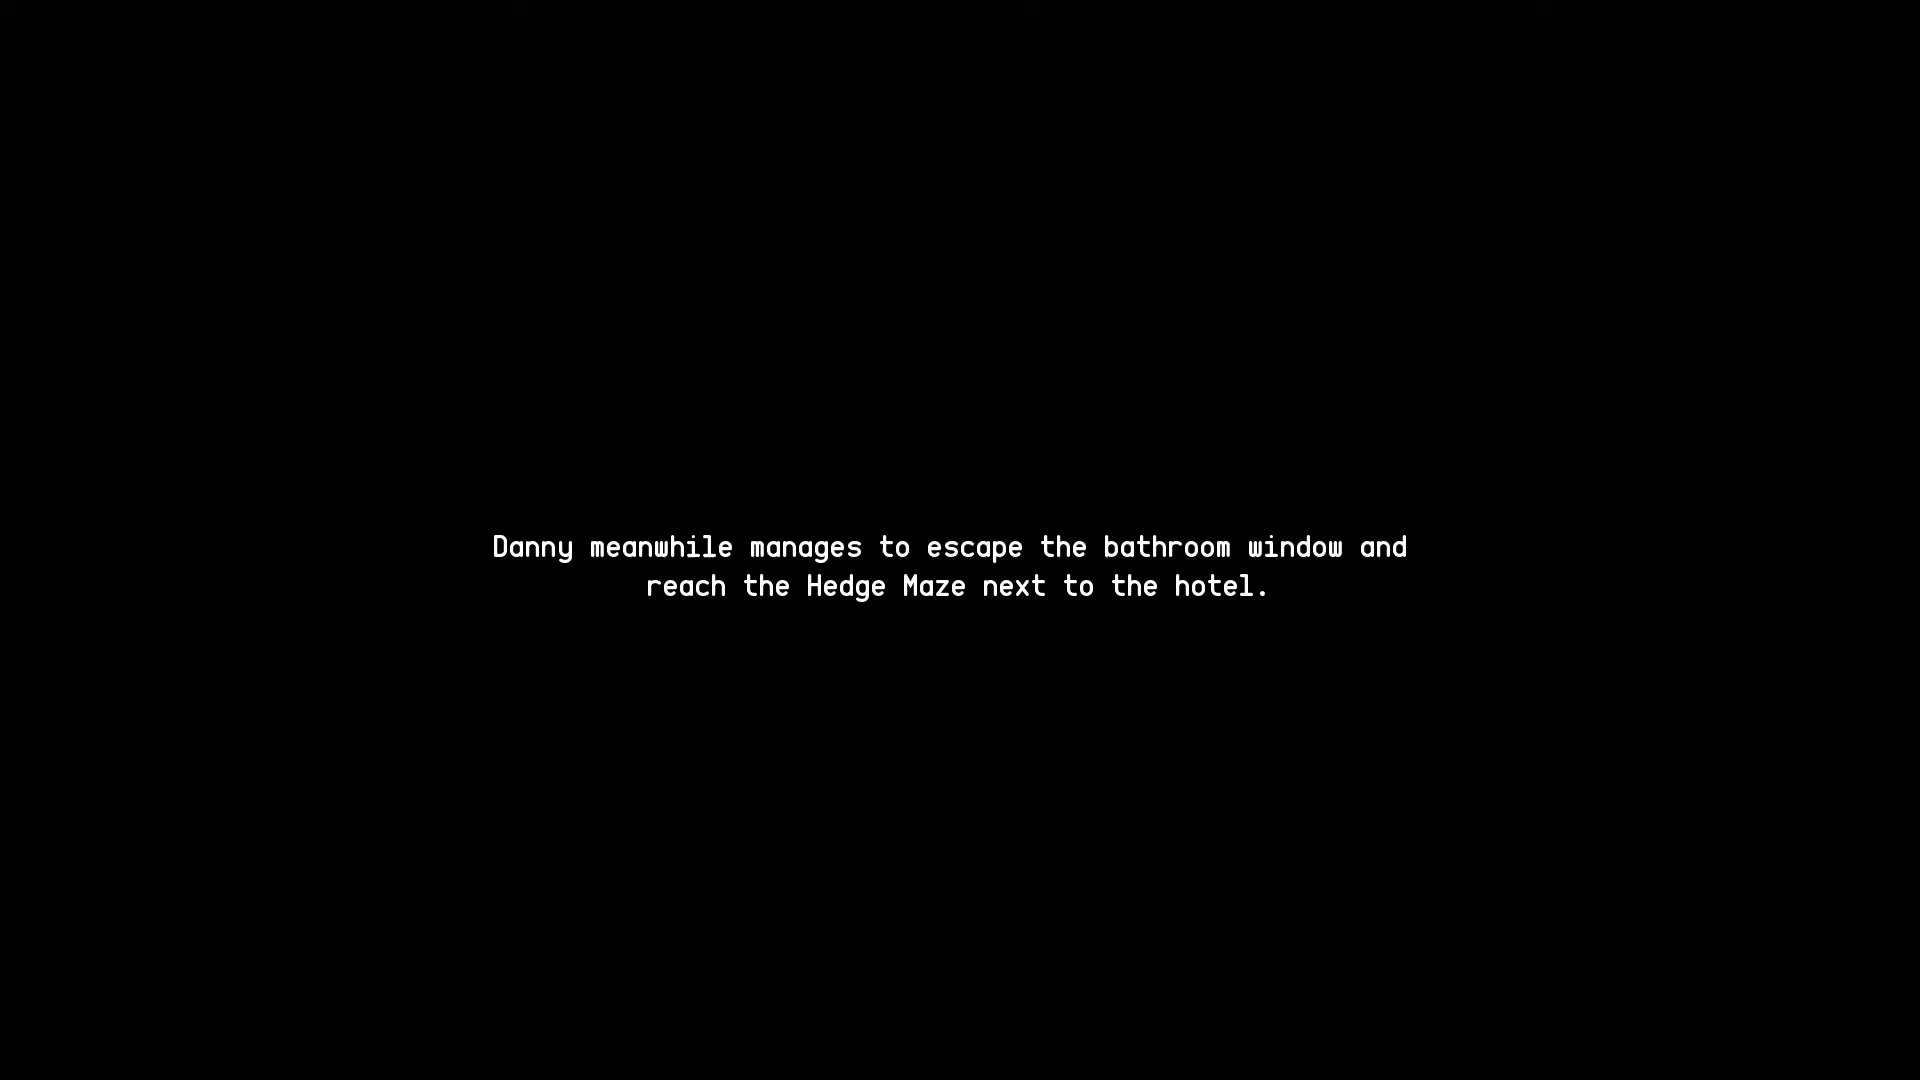 Danny meanwhile manages to escape the bathroom window and
reach the Hedge Maze next to the hotel.